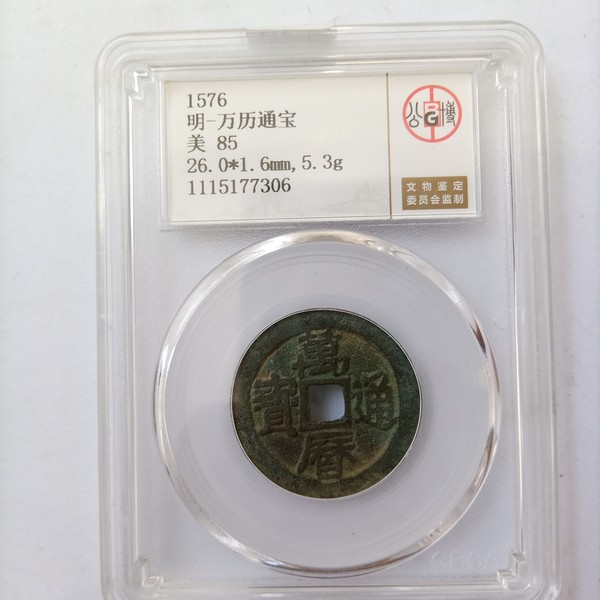 1576
明-万历通宝
美 85
26.0*1.6mm,5.3g
1115177306
公博
BG
文物鉴定
委员会监制
萬
曆
通
寶